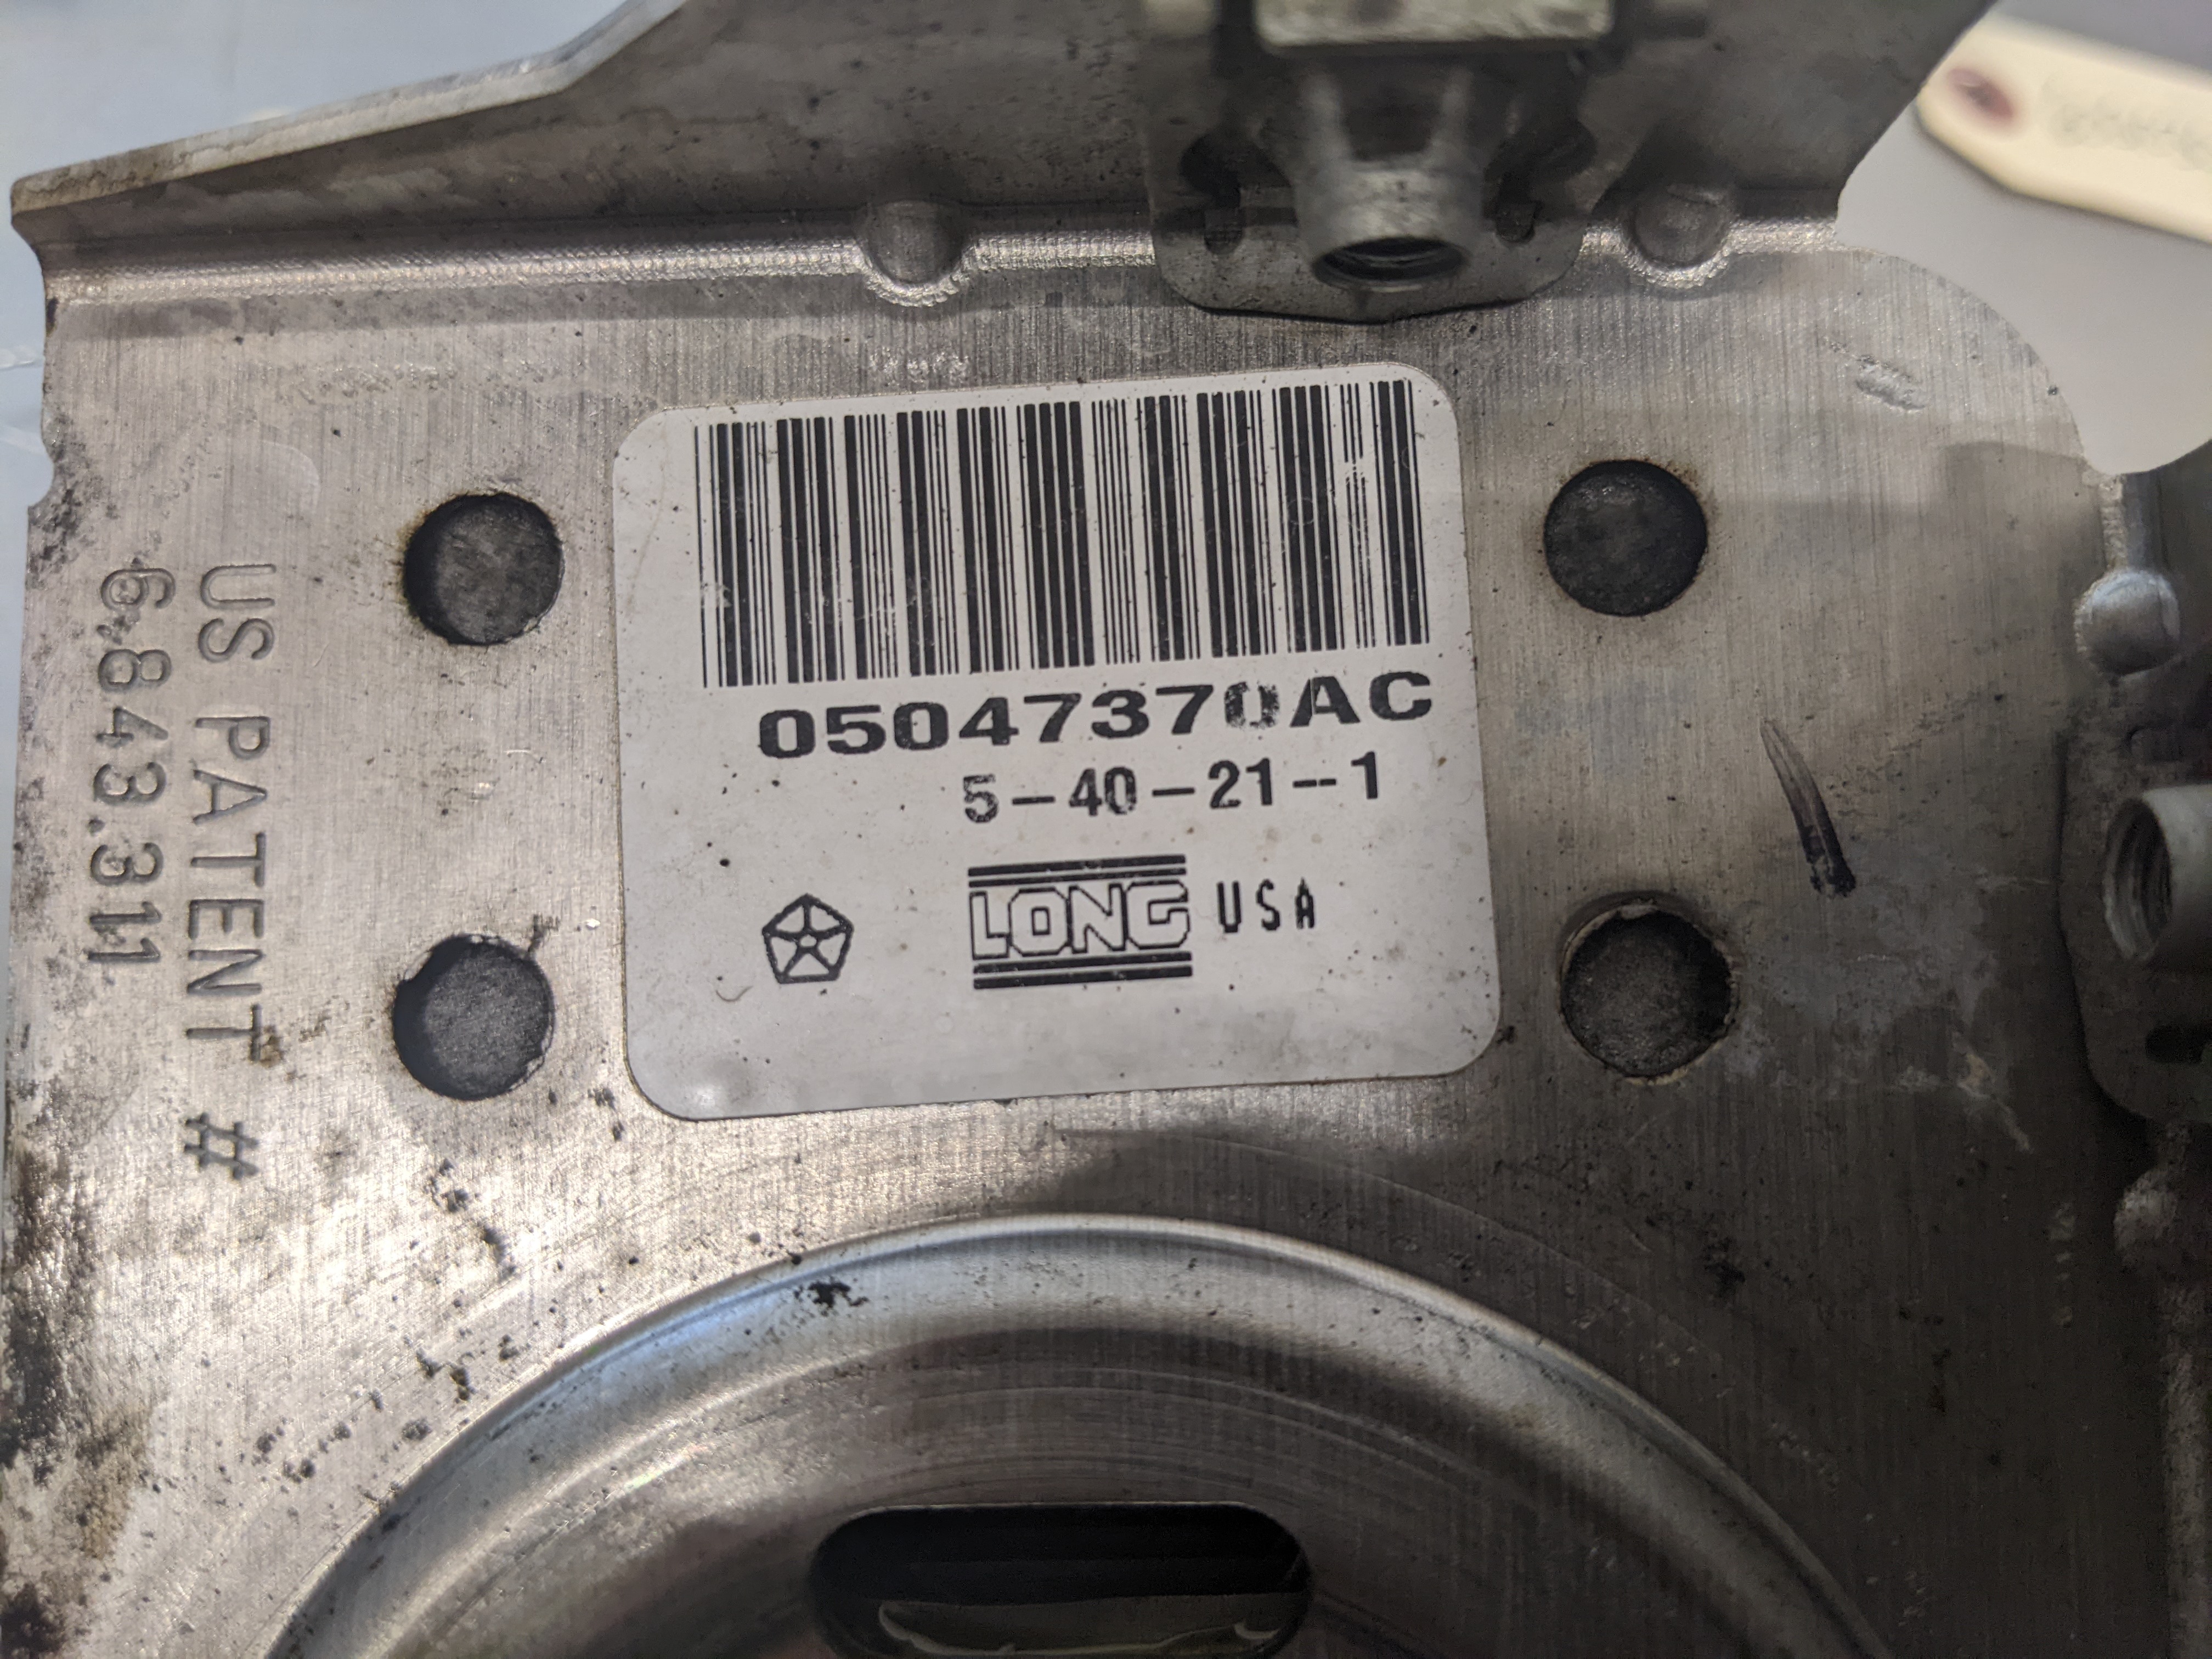 05047370AC
5-40-21--1
LONG USA
US PATENT #
6,843,311